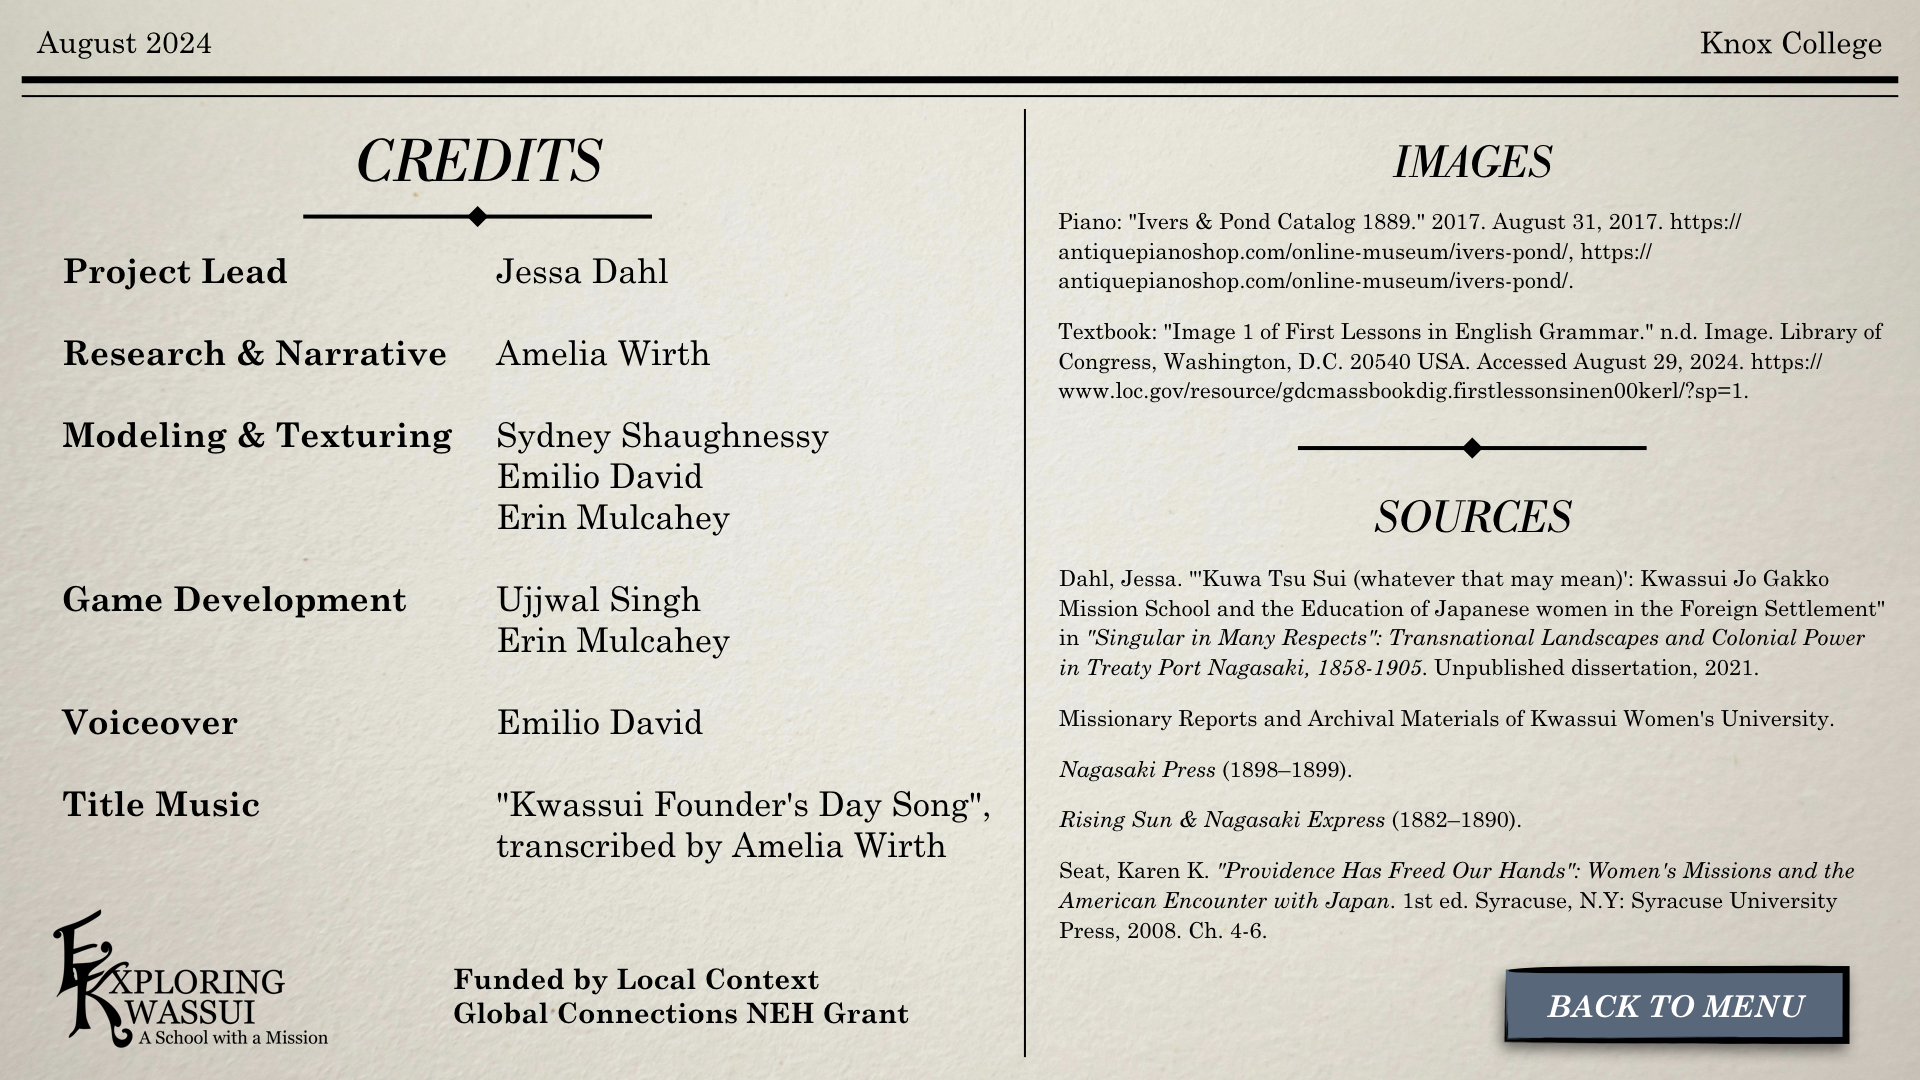 August 2024
Knox College
CREDITS
Project Lead Jessa Dahl
Research & Narrative Amelia Wirth
Modeling & Texturing Sydney Shaughnessy
Emilio David
Erin Mulcahey
Game Development Ujjwal Singh
Erin Mulcahey
Voiceover Emilio David
Title Music "Kwassui Founder's Day Song",
transcribed by Amelia Wirth
EXPLORING
KWASSUI
A School with a Mission
Funded by Local Context
Global Connections NEH Grant
IMAGES
Piano: "Ivers & Pond Catalog 1889." 2017. August 31, 2017. https://
antiquepianoshop.com/online-museum/ivers-pond/, https://
antiquepianoshop.com/online-museum/ivers-pond/.
Textbook: "Image 1 of First Lessons in English Grammar." n.d. Image. Library of
Congress, Washington, D.C. 20540 USA. Accessed August 29, 2024. https://
www.loc.gov/resource/gdcmassbookdig.firstlessonsinen00kerl/?sp=1.
SOURCES
Dahl, Jessa. "'Kuwa Tsu Sui (whatever that may mean)': Kwassui Jo Gakko
Mission School and the Education of Japanese women in the Foreign Settlement"
in "Singular in Many Respects": Transnational Landscapes and Colonial Power
in Treaty Port Nagasaki, 1858-1905. Unpublished dissertation, 2021.
Missionary Reports and Archival Materials of Kwassui Women's University.
Nagasaki Press (1898–1899).
Rising Sun & Nagasaki Express (1882–1890).
Seat, Karen K. "Providence Has Freed Our Hands": Women's Missions and the
American Encounter with Japan. 1st ed. Syracuse, N.Y: Syracuse University
Press, 2008. Ch. 4-6.
BACK TO MENU